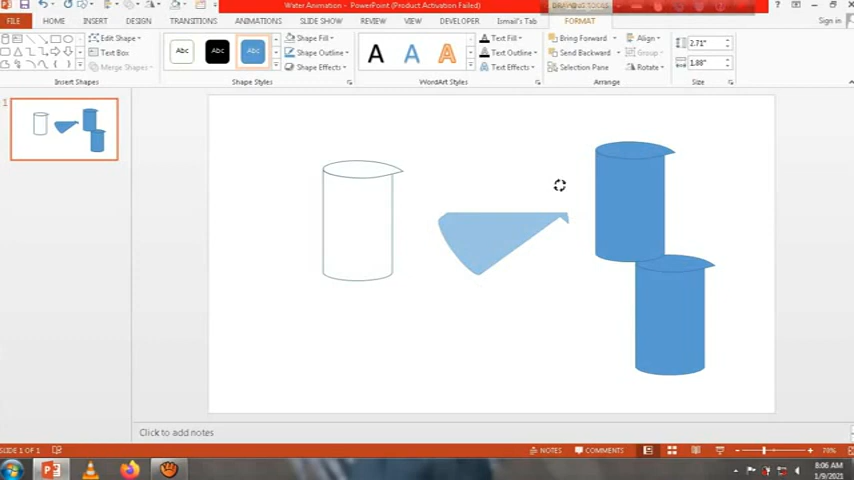 Water Animation - PowerPoint (Product Activation Failed)
DRAWING TOOLS
Sign in
FILE HOME INSERT DESIGN TRANSITIONS ANIMATIONS SLIDE SHOW REVIEW VIEW DEVELOPER Ismail's Tab FORMAT
Edit Shape
Text Box
Merge Shapes
Insert Shapes
Abc Abc Abc
Shape Fill
Shape Outline
Shape Effects
Shape Styles
A A A
Text Fill
Text Outline
Text Effects
WordArt Styles
Bring Forward
Send Backward
Selection Pane
Align
Group
Rotate
Arrange
2.71"
1.88"
Size
1
Click to add notes
SLIDE 1 OF 1
NOTES
COMMENTS
78%
8:06 AM
1/9/2021